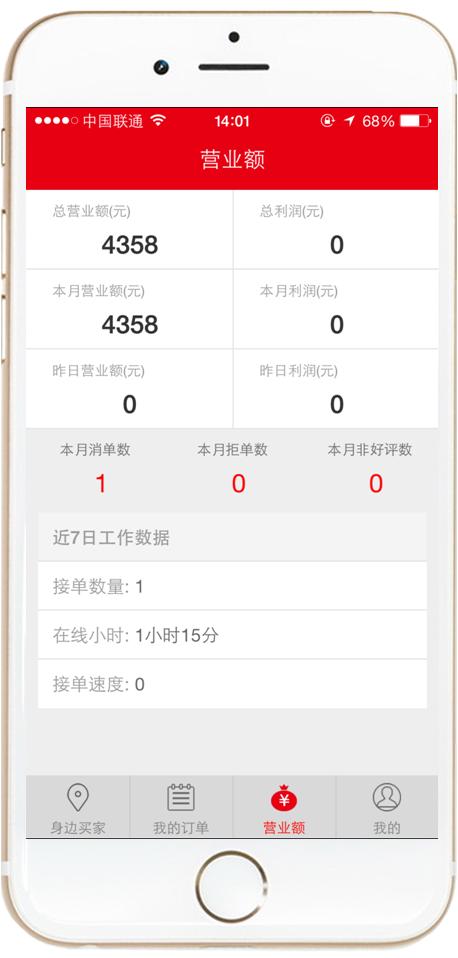 中国联通 14:01 68%
营业额
总营业额(元) 总利润(元)
4358 0
本月营业额(元) 本月利润(元)
4358 0
昨日营业额(元) 昨日利润(元)
0 0
本月消单数 本月拒单数 本月非好评数
1 0 0
近7日工作数据
接单数量: 1
在线小时: 1小时15分
接单速度: 0
身边买家 我的订单 营业额 我的